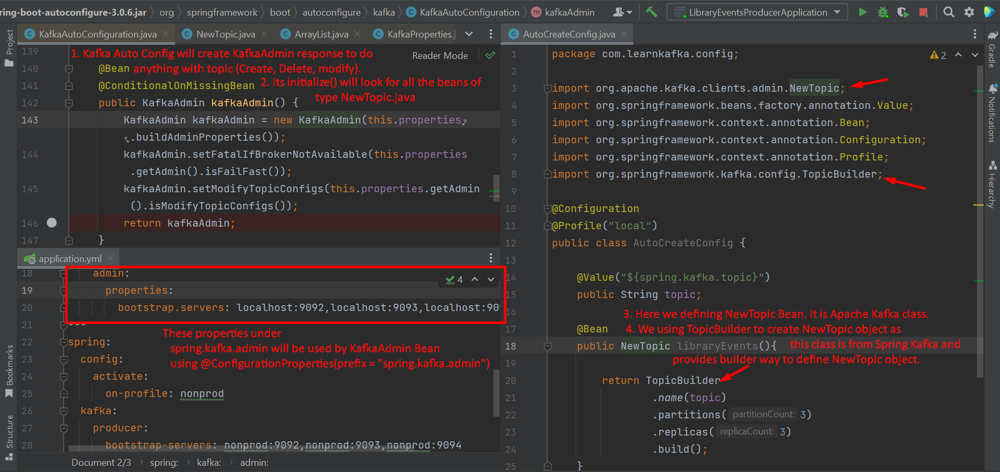 ring-boot-autoconfigure-3.0.6.jar org springframework boot autoconfigure kafka KafkaAutoConfiguration kafkaAdmin LibraryEventsProducerApplication
Project
KafkaAutoConfiguration.java NewTopic.java ArrayList.java KafkaProperties.j
139 1. Kafka Auto Config will create KafkaAdmin response to do Reader Mode
140 @Bean anything with topic (Create, Delete, modify).
141 @ConditionalOnMissingBean 2. Its initialize() will look for all the beans of
type NewTopic.java
142 public KafkaAdmin kafkaAdmin() {
143 KafkaAdmin kafkaAdmin = new KafkaAdmin(this.properties
.buildAdminProperties());
144 kafkaAdmin.setFatalIfBrokerNotAvailable(this.properties
.getAdmin().isFailFast());
145 kafkaAdmin.setModifyTopicConfigs(this.properties.getAdmin
().isModifyTopicConfigs());
146 return kafkaAdmin;
147 }
application.yml
18 admin:
19 properties: 4
20 bootstrap.servers: localhost:9092,localhost:9093,localhost:909
21 ---
These properties under
22 spring:
spring.kafka.admin will be used by KafkaAdmin Bean
23 config:
using @ConfigurationProperties(prefix = "spring.kafka.admin")
24 activate:
25 on-profile: nonprod
26 kafka:
27 producer:
28 bootstrap-servers: nonprod:9092,nonprod:9093,nonprod:9094
Document 2/3 spring: kafka: admin:
Bookmarks
Structure
AutoCreateConfig.java
1 package com.learnkafka.config; 2
2
3 import org.apache.kafka.clients.admin.NewTopic;
4 import org.springframework.beans.factory.annotation.Value;
5 import org.springframework.context.annotation.Bean;
6 import org.springframework.context.annotation.Configuration;
7 import org.springframework.context.annotation.Profile;
8 import org.springframework.kafka.config.TopicBuilder;
9
10 @Configuration
11 @Profile("local")
12 public class AutoCreateConfig {
13
14 @Value("${spring.kafka.topic}")
15 public String topic;
16 3. Here we defining NewTopic Bean. It is Apache Kafka class.
17 @Bean 4. We using TopicBuilder to create NewTopic object as
18 public NewTopic libraryEvents(){ this class is from Spring Kafka and
19 provides builder way to define NewTopic object.
20 return TopicBuilder
21 .name(topic)
22 .partitions( partitionCount: 3)
23 .replicas( replicaCount: 3)
24 .build();
25 }
Gradle
Notifications
Hierarchy